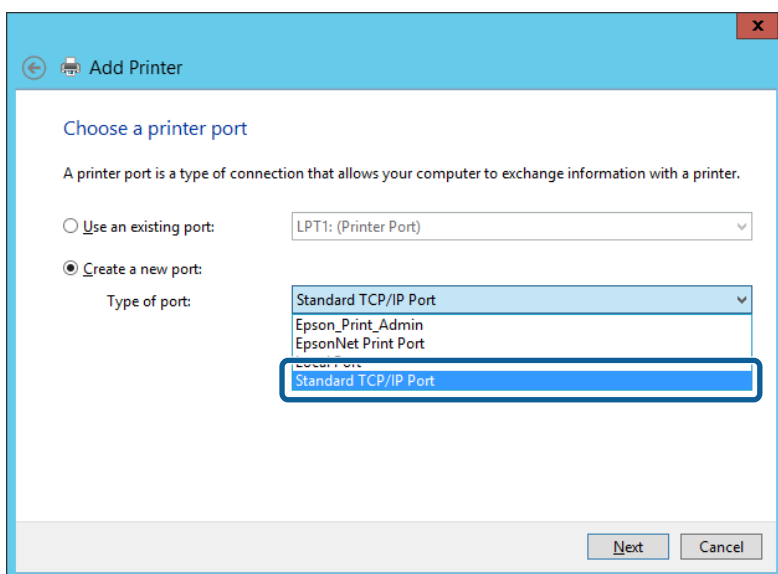 x
Add Printer
Choose a printer port
A printer port is a type of connection that allows your computer to exchange information with a printer.
Use an existing port: LPT1: (Printer Port)
Create a new port:
Type of port: Standard TCP/IP Port
Epson_Print_Admin
EpsonNet Print Port
Local Port
Standard TCP/IP Port
Next Cancel